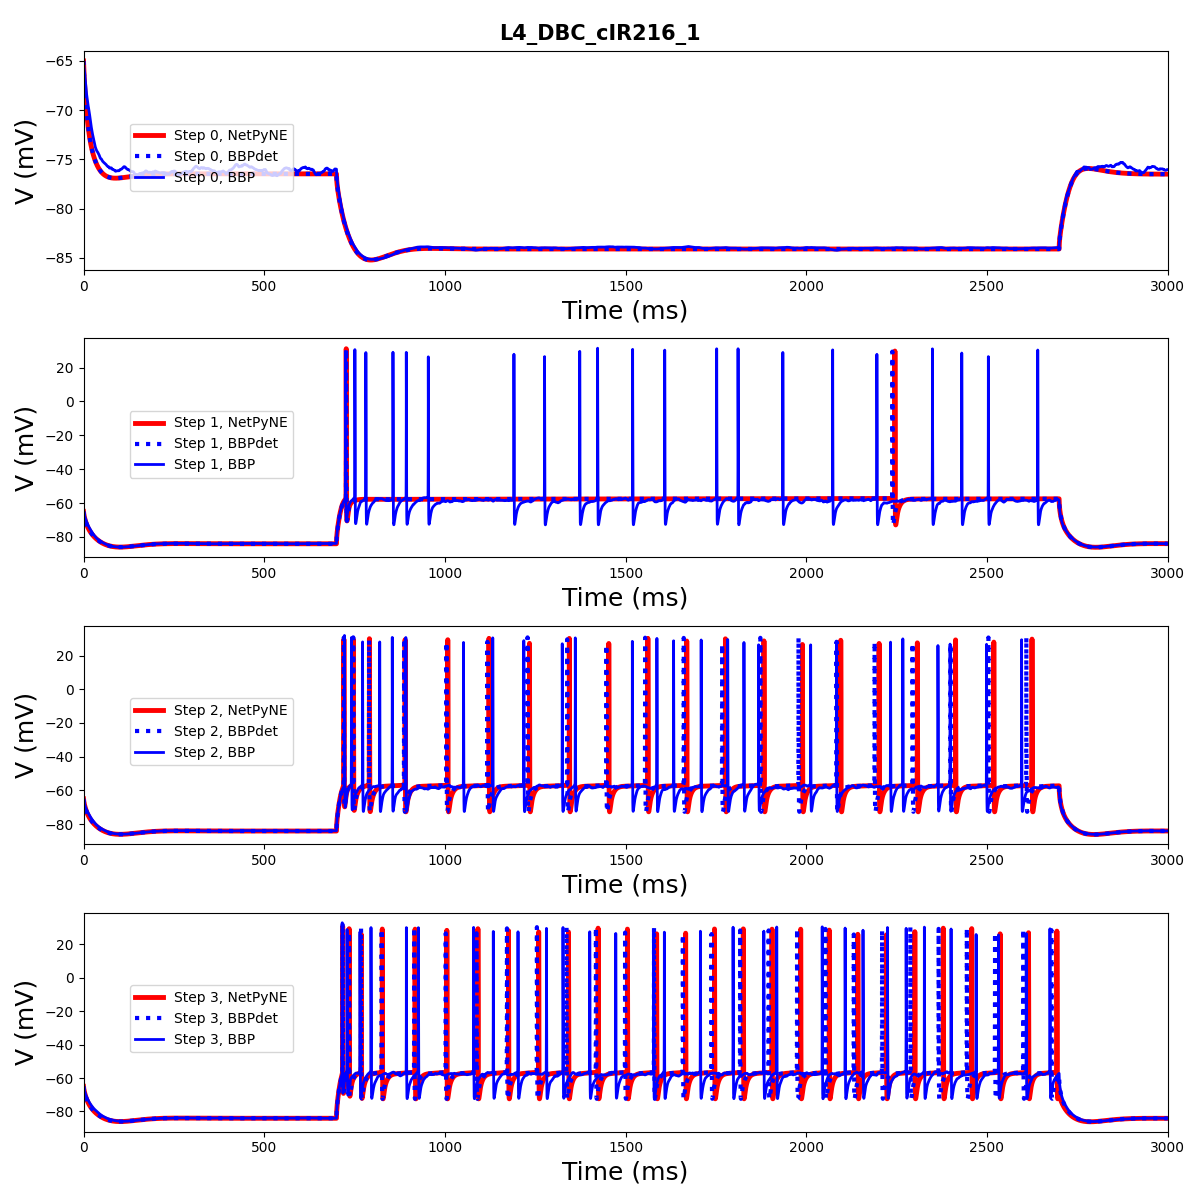 L4_DBC_cIR216_1
−65
−70
−75
−80
−85
V (mV)
Step 0, NetPyNE
Step 0, BBPdet
Step 0, BBP
0 500 1000 1500 2000 2500 3000
Time (ms)
20
0
−20
−40
−60
−80
V (mV)
Step 1, NetPyNE
Step 1, BBPdet
Step 1, BBP
0 500 1000 1500 2000 2500 3000
Time (ms)
20
0
−20
−40
−60
−80
V (mV)
Step 2, NetPyNE
Step 2, BBPdet
Step 2, BBP
0 500 1000 1500 2000 2500 3000
Time (ms)
20
0
−20
−40
−60
−80
V (mV)
Step 3, NetPyNE
Step 3, BBPdet
Step 3, BBP
0 500 1000 1500 2000 2500 3000
Time (ms)